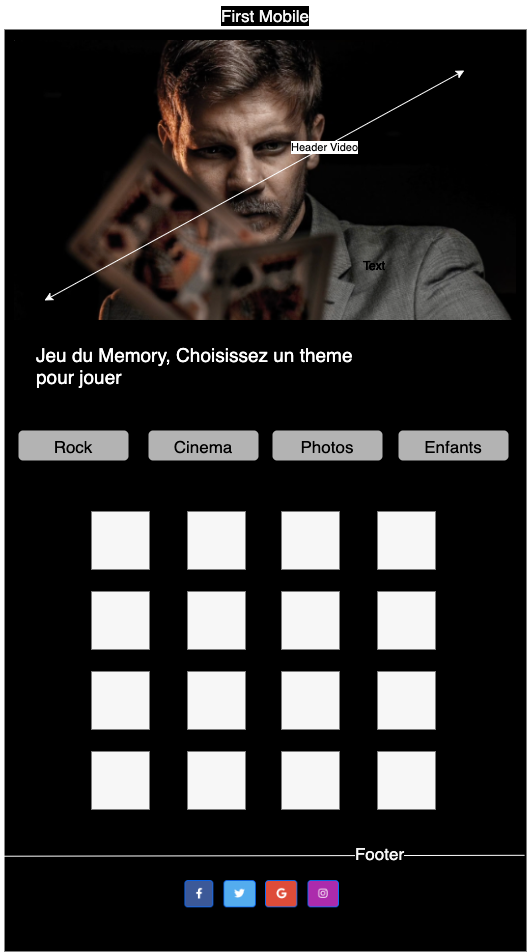 First Mobile
Header Video
Text
Jeu du Memory, Choisissez un theme
pour jouer
Rock
Cinema
Photos
Enfants
Footer
f
G